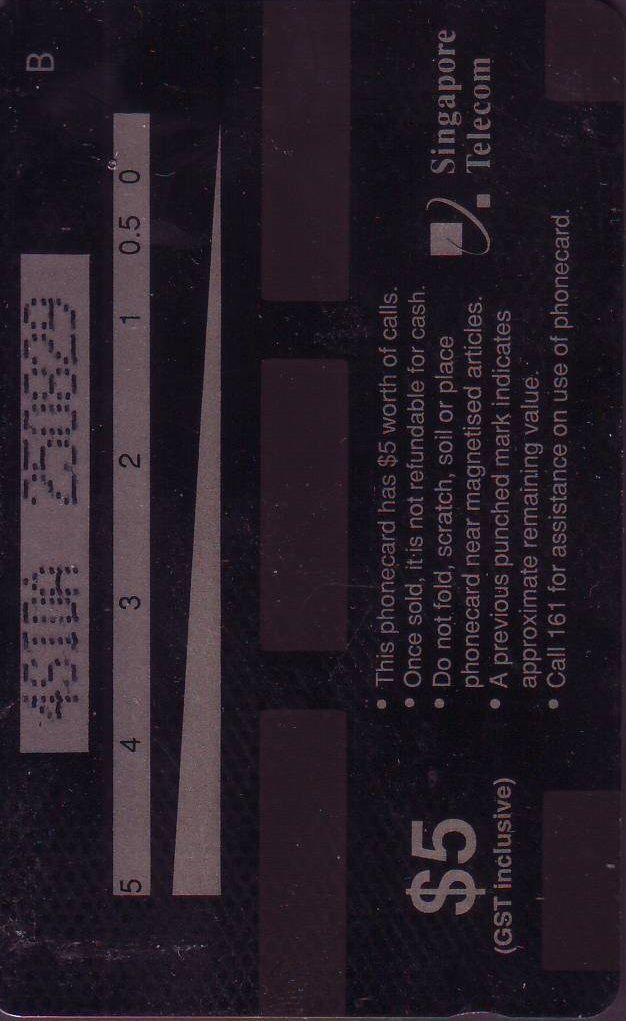 B
5 4 3 2 1 0.5 0
$5
(GST inclusive)
• This phonecard has $5 worth of calls.
• Once sold, it is not refundable for cash.
• Do not fold, scratch, soil or place
phonecard near magnetised articles.
• A previous punched mark indicates
approximate remaining value.
• Call 161 for assistance on use of phonecard.
Singapore
Telecom